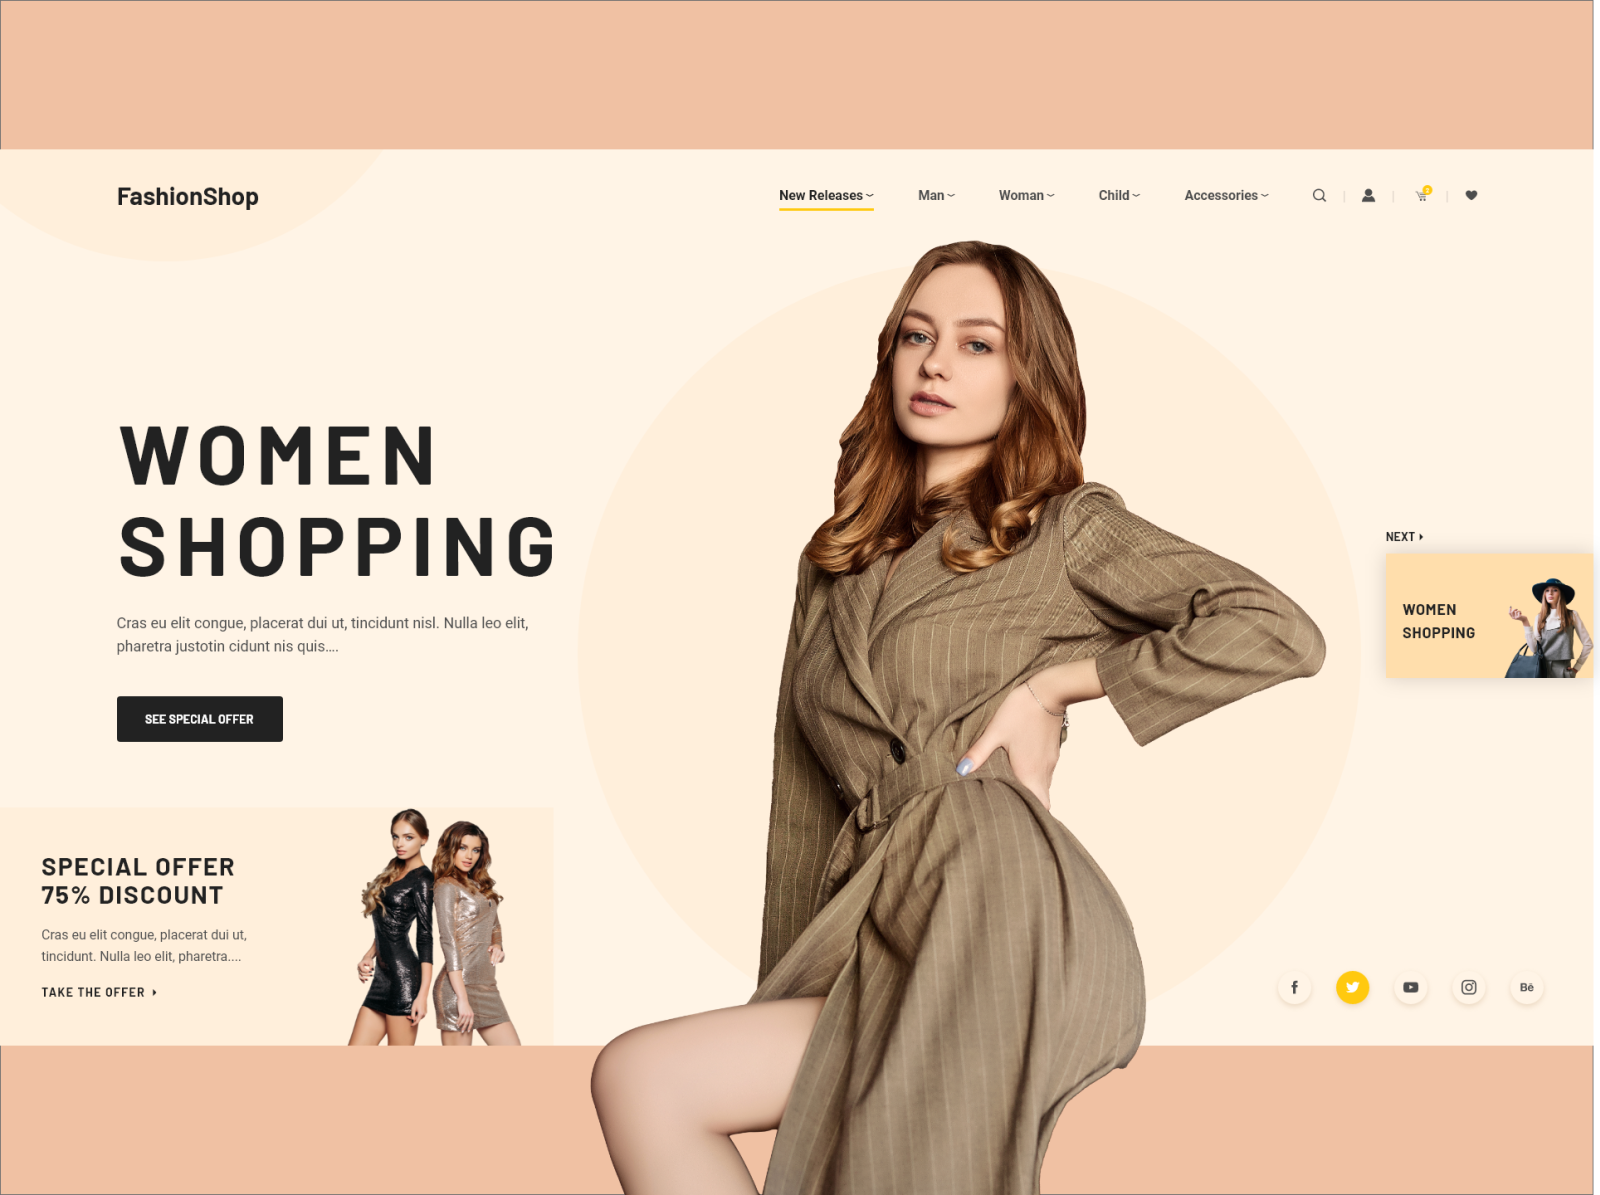 FashionShop
New Releases
Man
Woman
Child
Accessories
WOMEN
SHOPPING
Cras eu elit congue, placerat dui ut, tincidunt nisl. Nulla leo elit,
pharetra justotin cidunt nis quis....
SEE SPECIAL OFFER
NEXT
WOMEN
SHOPPING
SPECIAL OFFER
75% DISCOUNT
Cras eu elit congue, placerat dui ut,
tincidunt. Nulla leo elit, pharetra....
TAKE THE OFFER
Bē